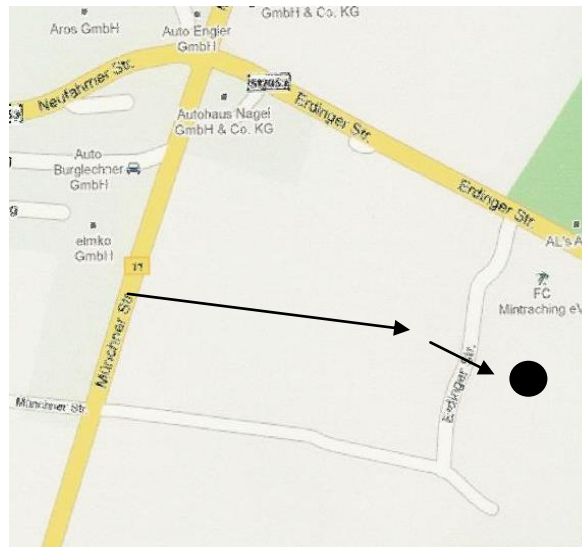 GmbH & Co. KG
Aros GmbH
Auto Engler
GmbH
Neufahrner Str.
St2053
Autohaus Nagel
GmbH & Co. KG
Erdinger Str.
Auto
Burglechner
GmbH
Erdinger Str.
elmko
GmbH
AL's A
11
FC
Mintraching eV
Münchner Str.
Erdinger Str.
Münchner Str.